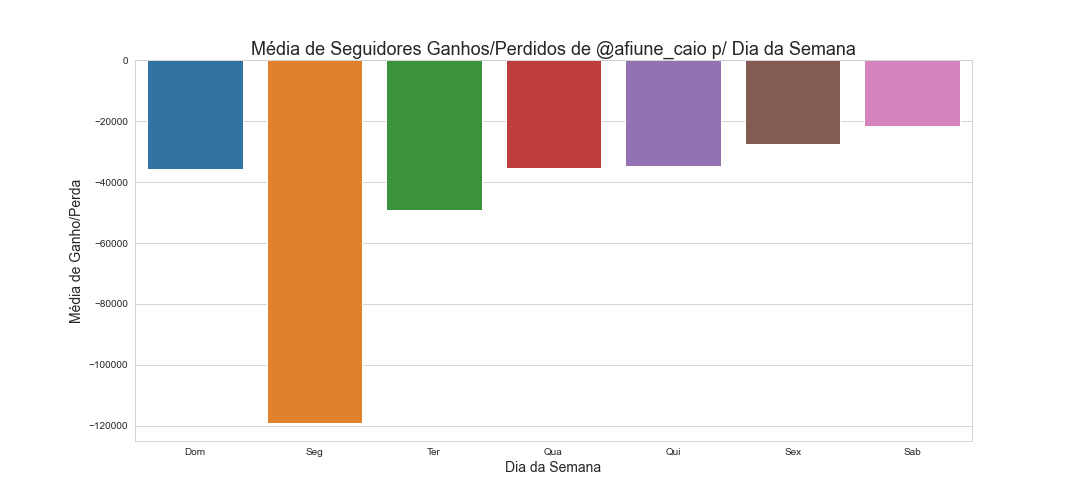 Média de Seguidores Ganhos/Perdidos de @afiune_caio p/ Dia da Semana
Média de Ganho/Perda
0
−20000
−40000
−60000
−80000
−100000
−120000
Dom Seg Ter Qua Qui Sex Sab
Dia da Semana